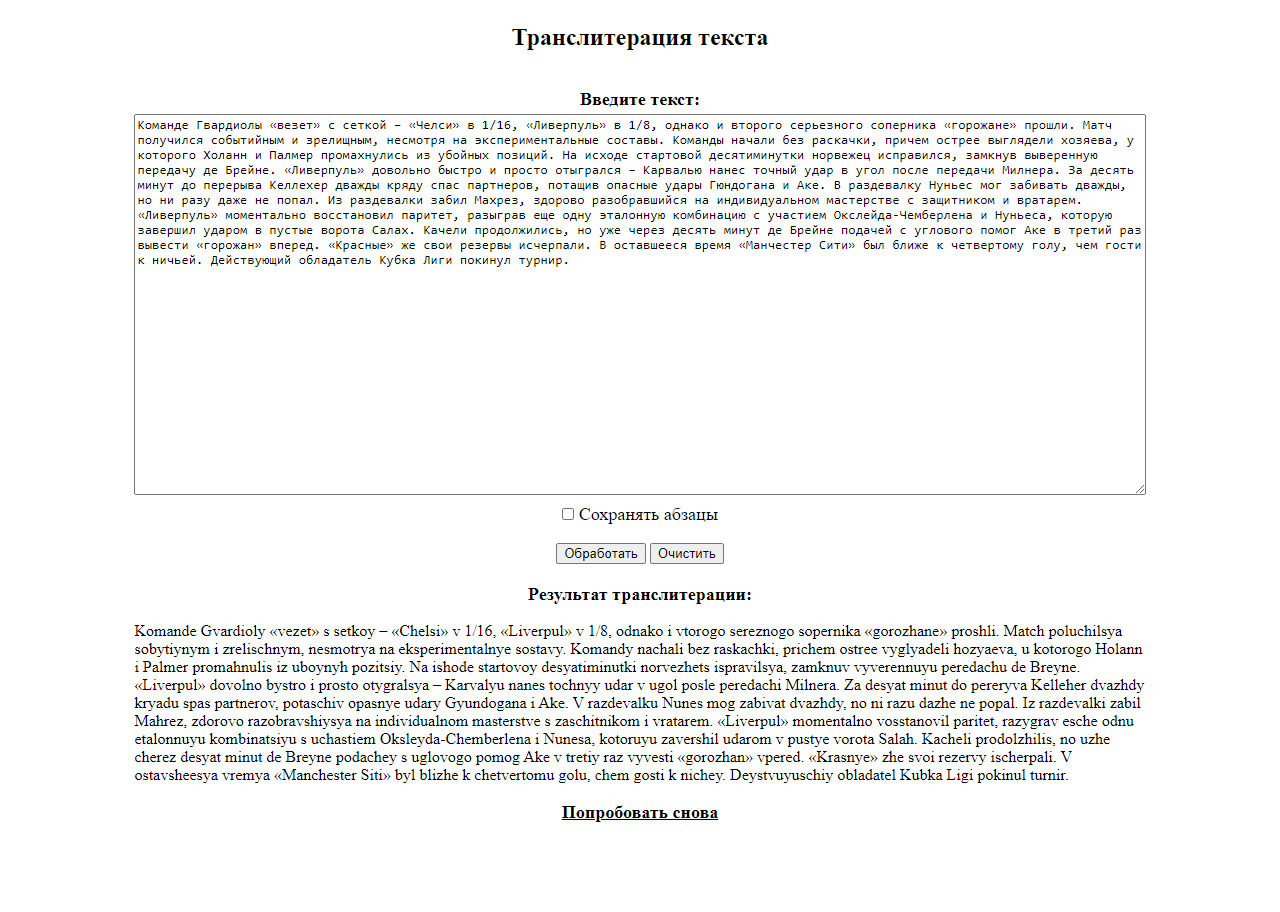 Транслитерация текста
Введите текст:
Команде Гвардиолы «везет» с сеткой – «Челси» в 1/16, «Ливерпуль» в 1/8, однако и второго серьезного соперника «горожане» прошли. Матч
получился событийным и зрелищным, несмотря на экспериментальные составы. Команды начали без раскачки, причем острее выглядели хозяева, у
которого Холанн и Палмер промахнулись из убойных позиций. На исходе стартовой десятиминутки норвежец исправился, замкнув выверенную
передачу де Брейне. «Ливерпуль» довольно быстро и просто отыгрался – Карвалью нанес точный удар в угол после передачи Милнера. За десять
минут до перерыва Келлехер дважды кряду спас партнеров, потащив опасные удары Гюндогана и Аке. В раздевалку Нуньес мог забивать дважды,
но ни разу даже не попал. Из раздевалки забил Махрез, здорово разобравшийся на индивидуальном мастерстве с защитником и вратарем.
«Ливерпуль» моментально восстановил паритет, разыграв еще одну эталонную комбинацию с участием Окслейда-Чемберлена и Нуньеса, которую
завершил ударом в пустые ворота Салах. Качели продолжились, но уже через десять минут де Брейне подачей с углового помог Аке в третий раз
вывести «горожан» вперед. «Красные» же свои резервы исчерпали. В оставшееся время «Манчестер Сити» был ближе к четвертому голу, чем гости
к ничьей. Действующий обладатель Кубка Лиги покинул турнир.
Сохранять абзацы
Обработать Очистить
Результат транслитерации:
Komande Gvardioly «vezet» s setkoy – «Chelsi» v 1/16, «Liverpul» v 1/8, odnako i vtorogo sereznogo sopernika «gorozhane» proshli. Match poluchilsya
sobytiynym i zrelischnym, nesmotrya na eksperimentalnye sostavy. Komandy nachali bez raskachki, prichem ostree vyglyadeli hozyaeva, u kotorogo Holann
i Palmer promahnulis iz uboynyh pozitsiy. Na ishode startovoy desyatiminutki norvezhets ispravilsya, zamknuv vyverennuyu peredachu de Breyne.
«Liverpul» dovolno bystro i prosto otygralsya – Karvalyu nanes tochnyy udar v ugol posle peredachi Milnera. Za desyat minut do pereryva Kelleher dvazhdy
kryadu spas partnerov, potaschiv opasnye udary Gyundogana i Ake. V razdevalku Nunes mog zabivat dvazhdy, no ni razu dazhe ne popal. Iz razdevalki zabil
Mahrez, zdorovo razobravshiysya na individualnom masterstve s zaschitnikom i vratarem. «Liverpul» momentalno vosstanovil paritet, razygrav esche odnu
etalonnuyu kombinatsiyu s uchastiem Oksleyda-Chemberlena i Nunesa, kotoruyu zavershil udarom v pustye vorota Salah. Kacheli prodolzhilis, no uzhe
cherez desyat minut de Breyne podachey s uglovogo pomog Ake v tretiy raz vyvesti «gorozhan» vpered. «Krasnye» zhe svoi rezervy ischerpali. V
ostavsheesya vremya «Manchester Siti» byl blizhe k chetvertomu golu, chem gosti k nichey. Deystvuyuschiy obladatel Kubka Ligi pokinul turnir.
Попробовать снова